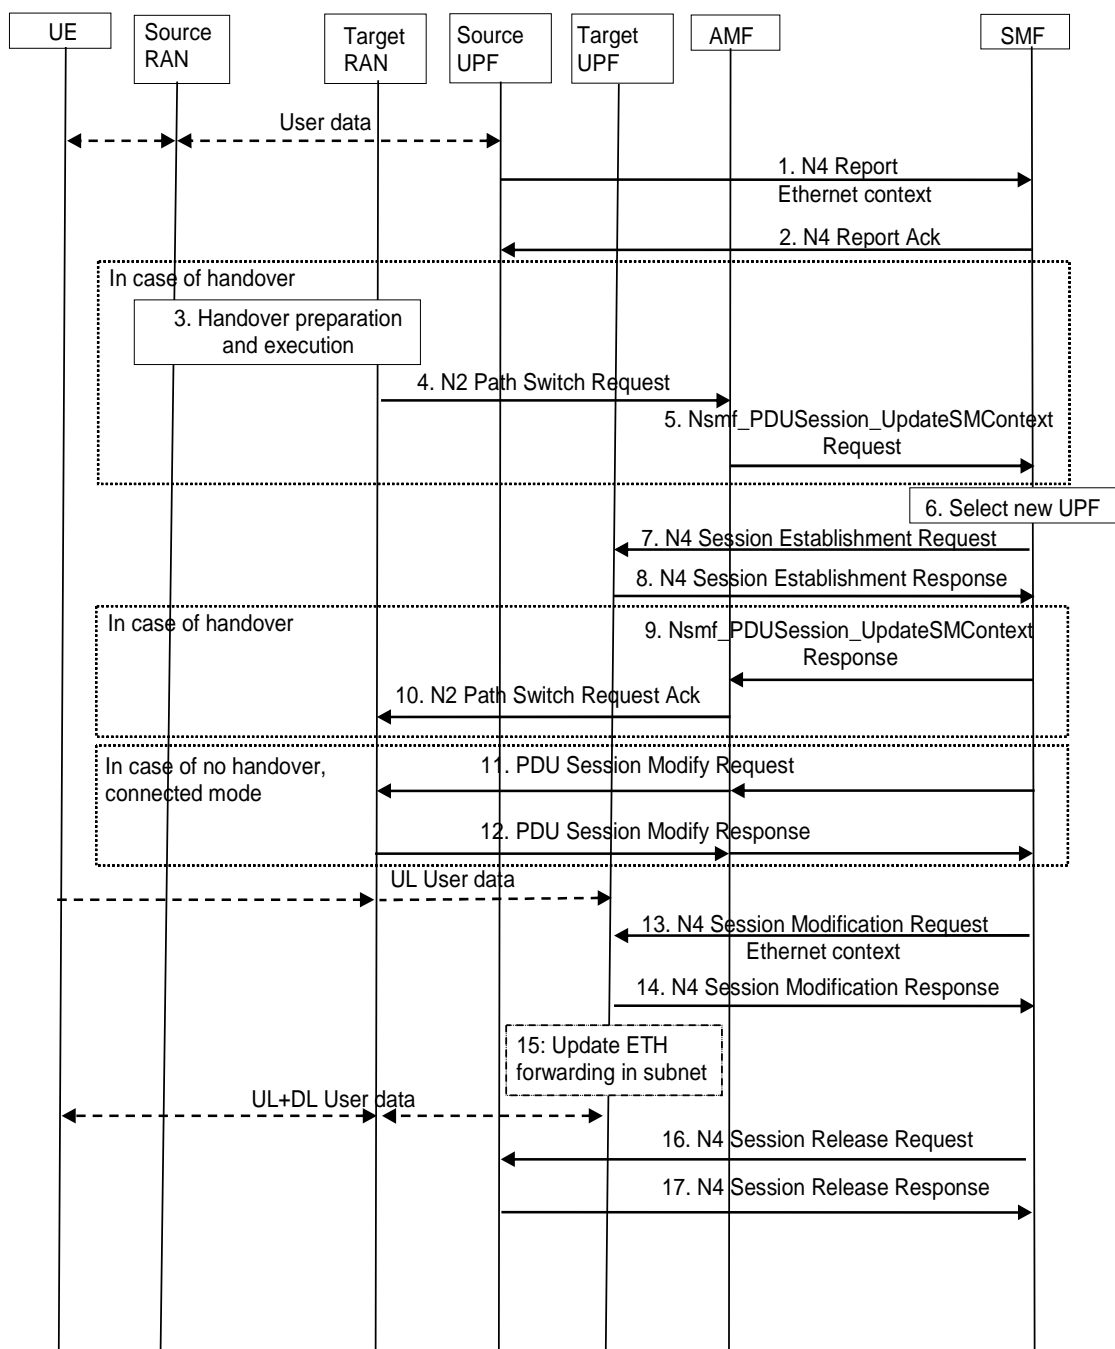 UE
Source
RAN
Target
RAN
Source
UPF
Target
UPF
AMF
SMF
User data
1. N4 Report
Ethernet context
2. N4 Report Ack
In case of handover
3. Handover preparation
and execution
4. N2 Path Switch Request
5. Nsmf_PDUSession_UpdateSMContext
Request
6. Select new UPF
7. N4 Session Establishment Request
8. N4 Session Establishment Response
In case of handover
9. Nsmf_PDUSession_UpdateSMContext
Response
10. N2 Path Switch Request Ack
In case of no handover,
connected mode
11. PDU Session Modify Request
12. PDU Session Modify Response
UL User data
13. N4 Session Modification Request
Ethernet context
14. N4 Session Modification Response
15: Update ETH
forwarding in subnet
UL+DL User data
16. N4 Session Release Request
17. N4 Session Release Response